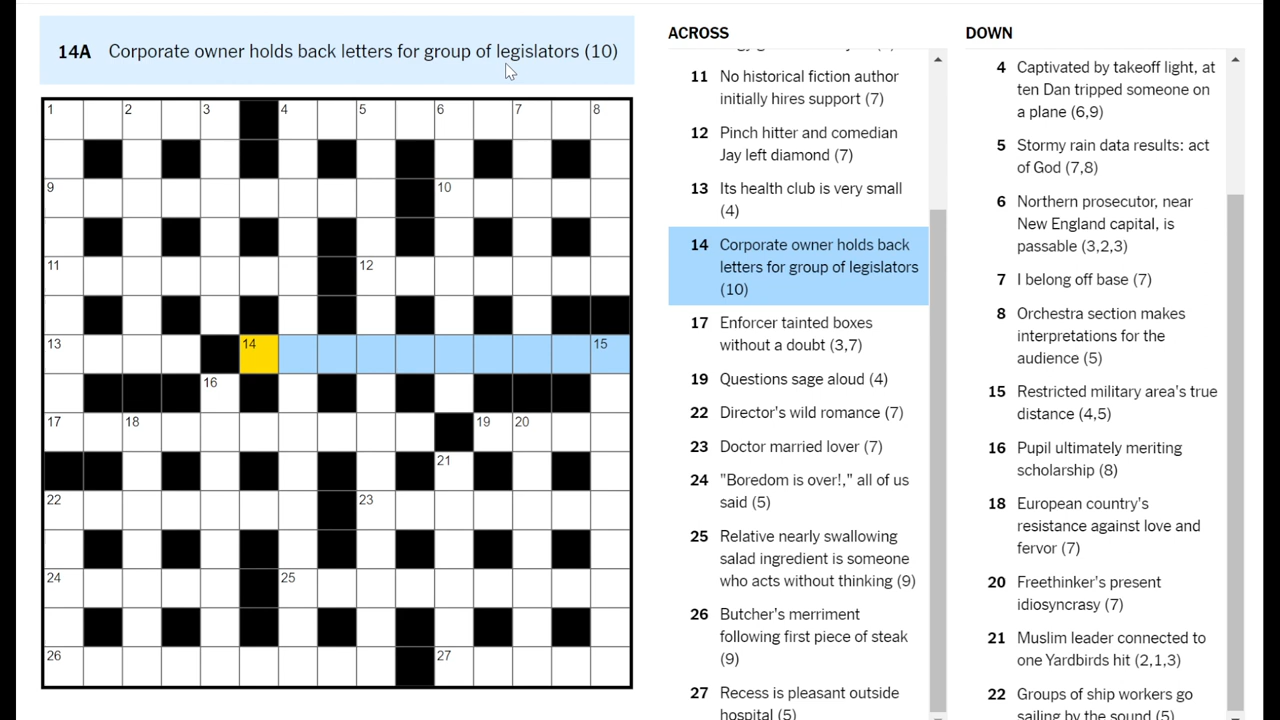 14A Corporate owner holds back letters for group of legislators (10)
1 2 3 4 5 6 7 8
9 10
11 12
13 14 15
16
17 18 19 20
21
22 23
24 25
26 27
ACROSS
11 No historical fiction author
initially hires support (7)
12 Pinch hitter and comedian
Jay left diamond (7)
13 Its health club is very small
(4)
14 Corporate owner holds back
letters for group of legislators
(10)
17 Enforcer tainted boxes
without a doubt (3,7)
19 Questions sage aloud (4)
22 Director's wild romance (7)
23 Doctor married lover (7)
24 "Boredom is over!," all of us
said (5)
25 Relative nearly swallowing
salad ingredient is someone
who acts without thinking (9)
26 Butcher's merriment
following first piece of steak
(9)
27 Recess is pleasant outside
hospital (5)
DOWN
4 Captivated by takeoff light, at
ten Dan tripped someone on
a plane (6,9)
5 Stormy rain data results: act
of God (7,8)
6 Northern prosecutor, near
New England capital, is
passable (3,2,3)
7 I belong off base (7)
8 Orchestra section makes
interpretations for the
audience (5)
15 Restricted military area's true
distance (4,5)
16 Pupil ultimately meriting
scholarship (8)
18 European country's
resistance against love and
fervor (7)
20 Freethinker's present
idiosyncrasy (7)
21 Muslim leader connected to
one Yardbirds hit (2,1,3)
22 Groups of ship workers go
sailing by the sound (5)